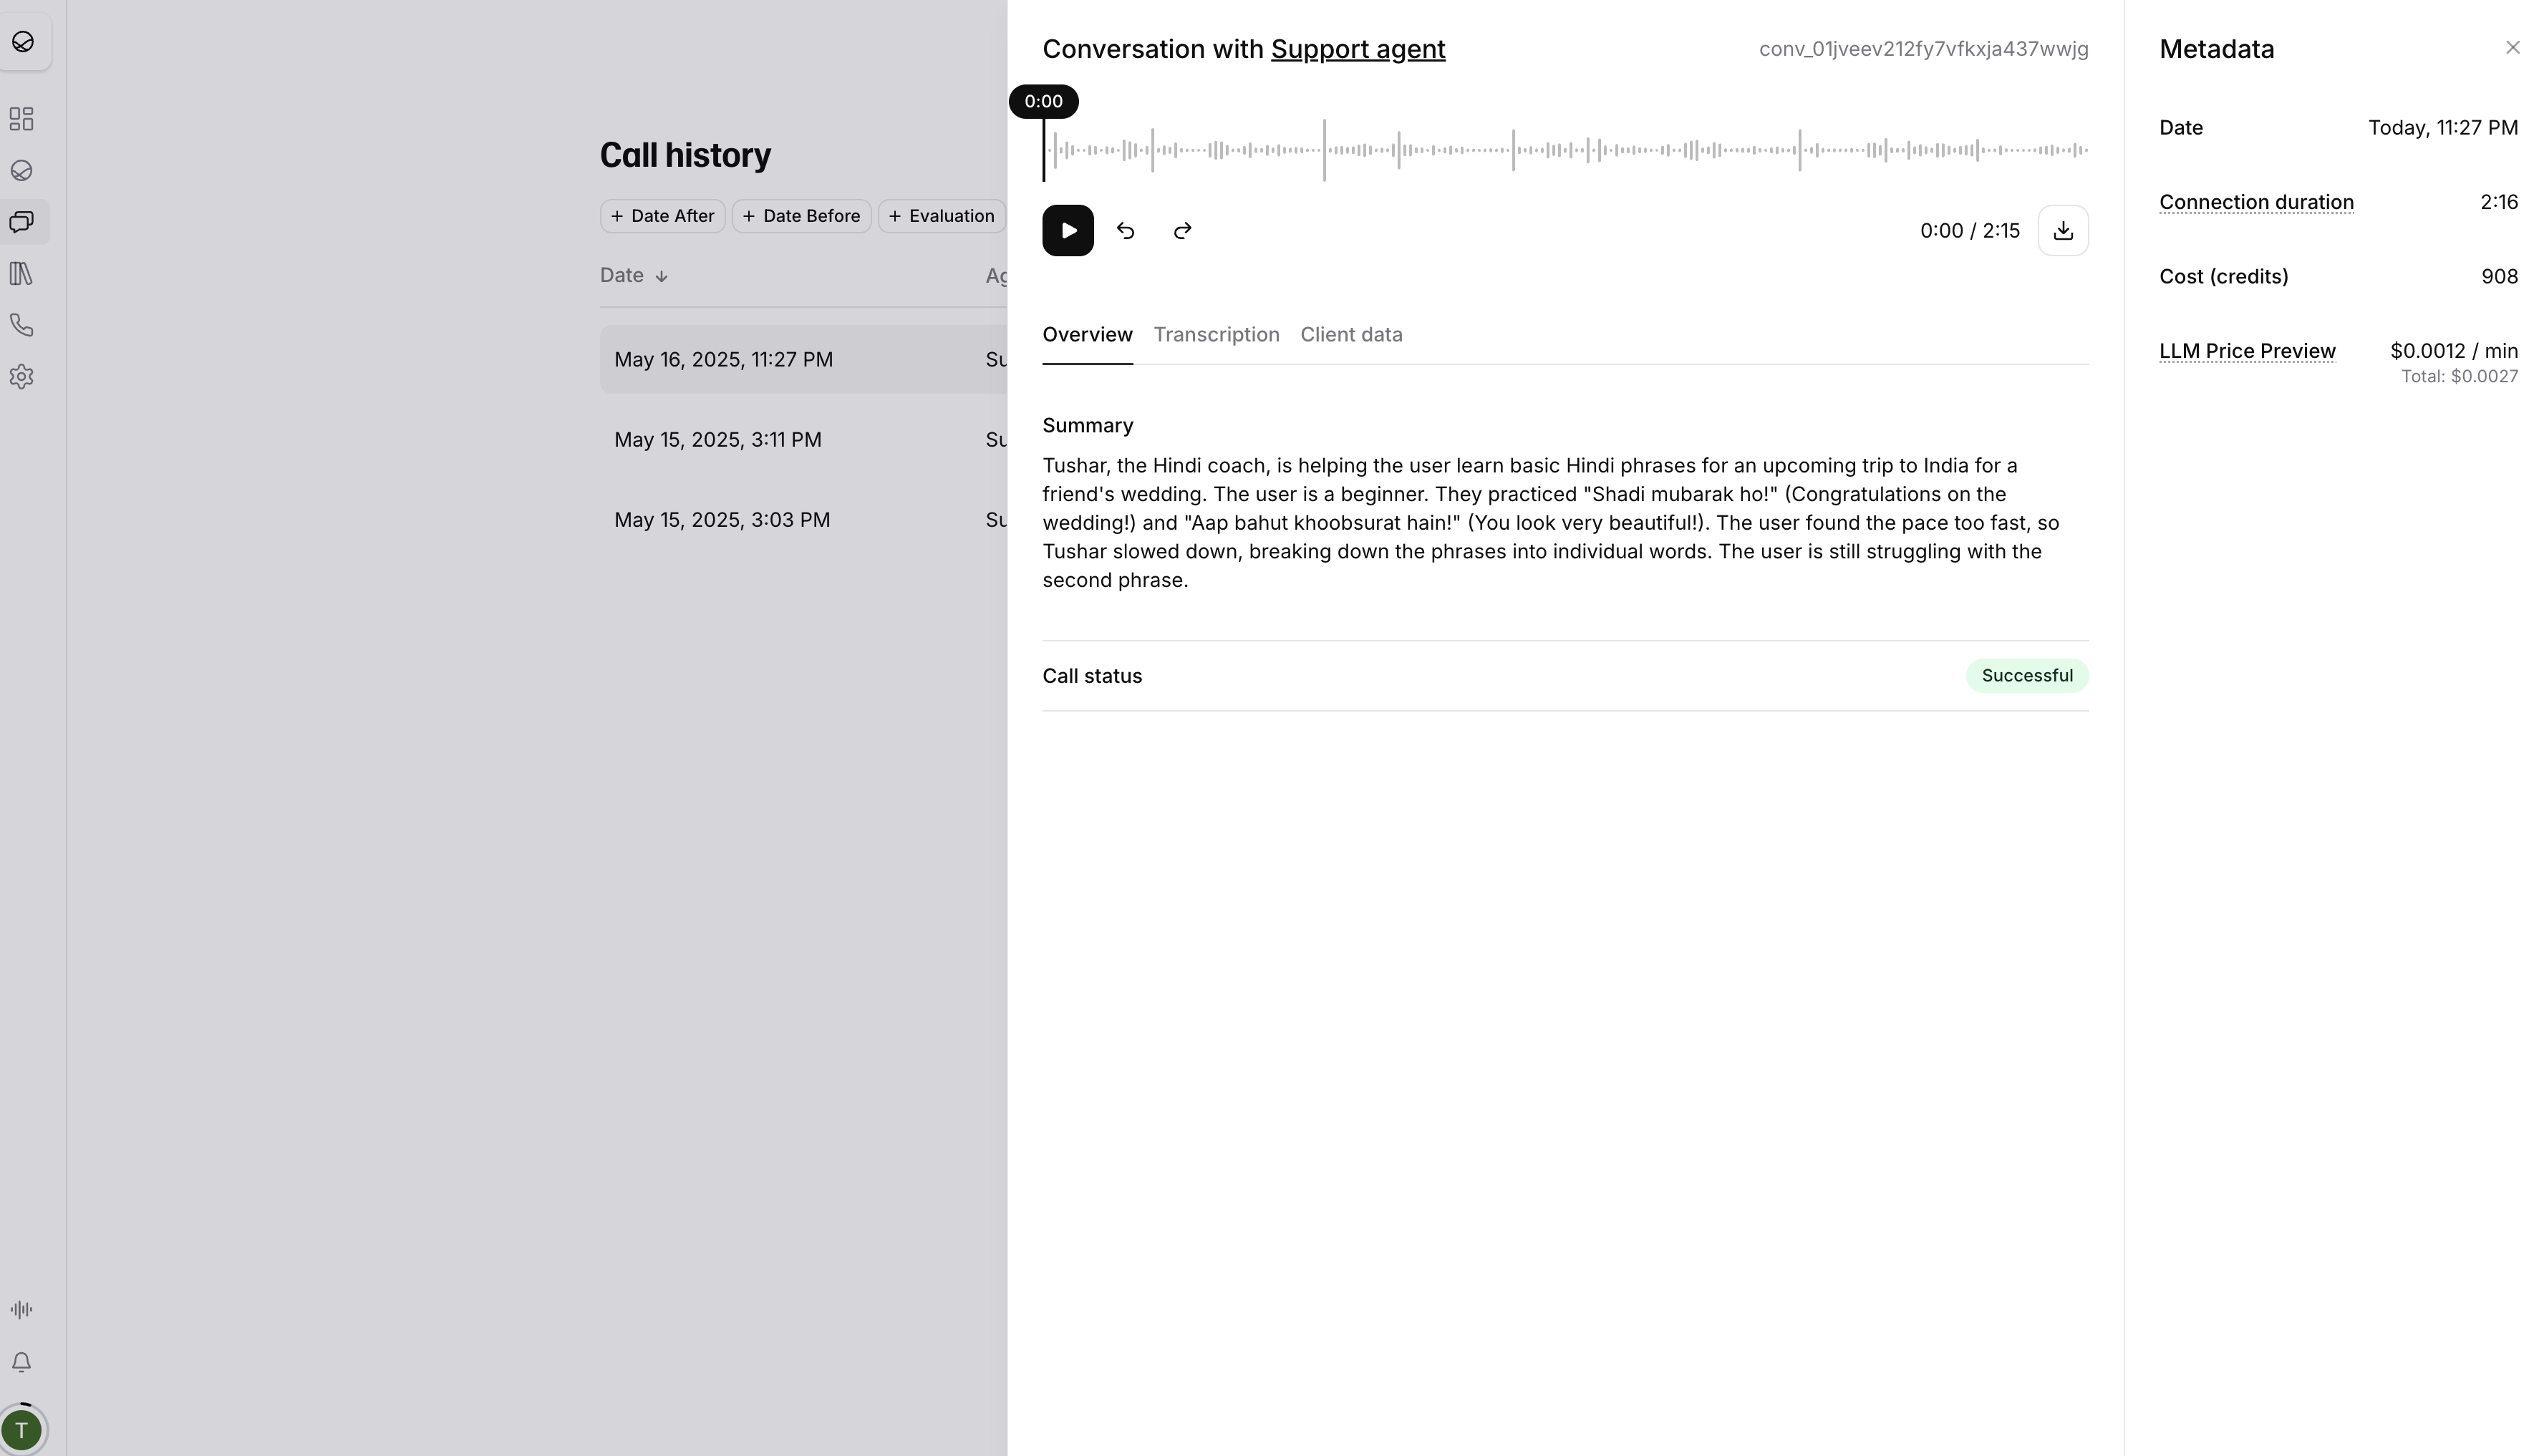 Call history
+ Date After
+ Date Before
+ Evaluation
Date
May 16, 2025, 11:27 PM
May 15, 2025, 3:11 PM
May 15, 2025, 3:03 PM
T
Conversation with Support agent
conv_01jveev212fy7vfkxja437wwjg
0:00
0:00 / 2:15
Overview
Transcription
Client data
Summary
Tushar, the Hindi coach, is helping the user learn basic Hindi phrases for an upcoming trip to India for a
friend's wedding. The user is a beginner. They practiced "Shadi mubarak ho!" (Congratulations on the
wedding!) and "Aap bahut khoobsurat hain!" (You look very beautiful!). The user found the pace too fast, so
Tushar slowed down, breaking down the phrases into individual words. The user is still struggling with the
second phrase.
Call status
Successful
Metadata
Date
Today, 11:27 PM
Connection duration
2:16
Cost (credits)
908
LLM Price Preview
$0.0012 / min
Total: $0.0027